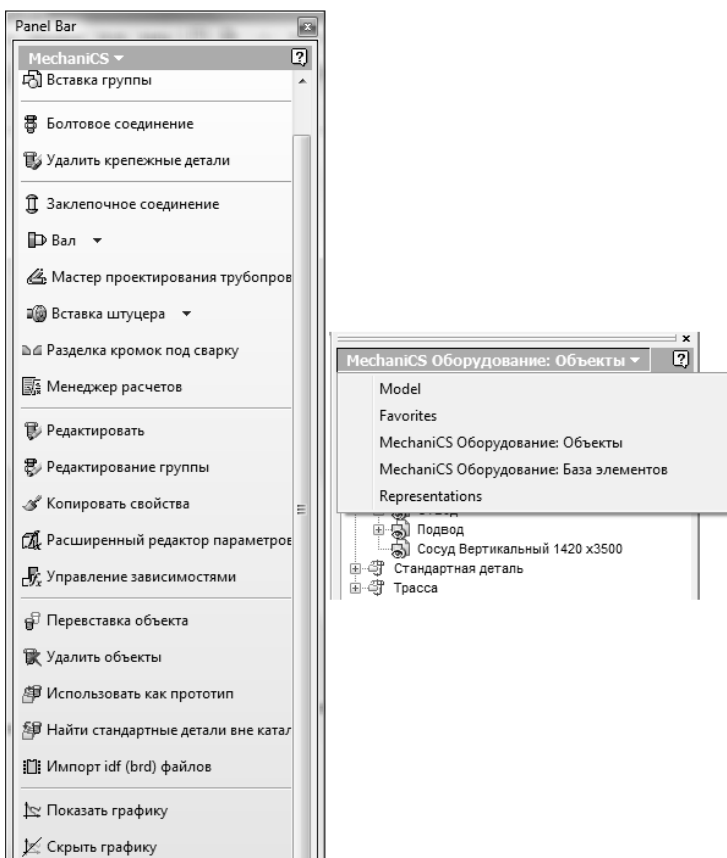 Panel Bar
MechaniCS
Вставка группы
Болтовое соединение
Удалить крепежные детали
Заклепочное соединение
Вал
Мастер проектирования трубопров
Вставка штуцера
Разделка кромок под сварку
Менеджер расчетов
Редактировать
Редактирование группы
Копировать свойства
Расширенный редактор параметров
Управление зависимостями
Перевставка объекта
Удалить объекты
Использовать как прототип
Найти стандартные детали вне катал
Импорт idf (brd) файлов
Показать графику
Скрыть графику
MechaniCS Оборудование: Объекты
Model
Favorites
MechaniCS Оборудование: Объекты
MechaniCS Оборудование: База элементов
Representations
Подвод
Сосуд Вертикальный 1420 x3500
Стандартная деталь
Трасса